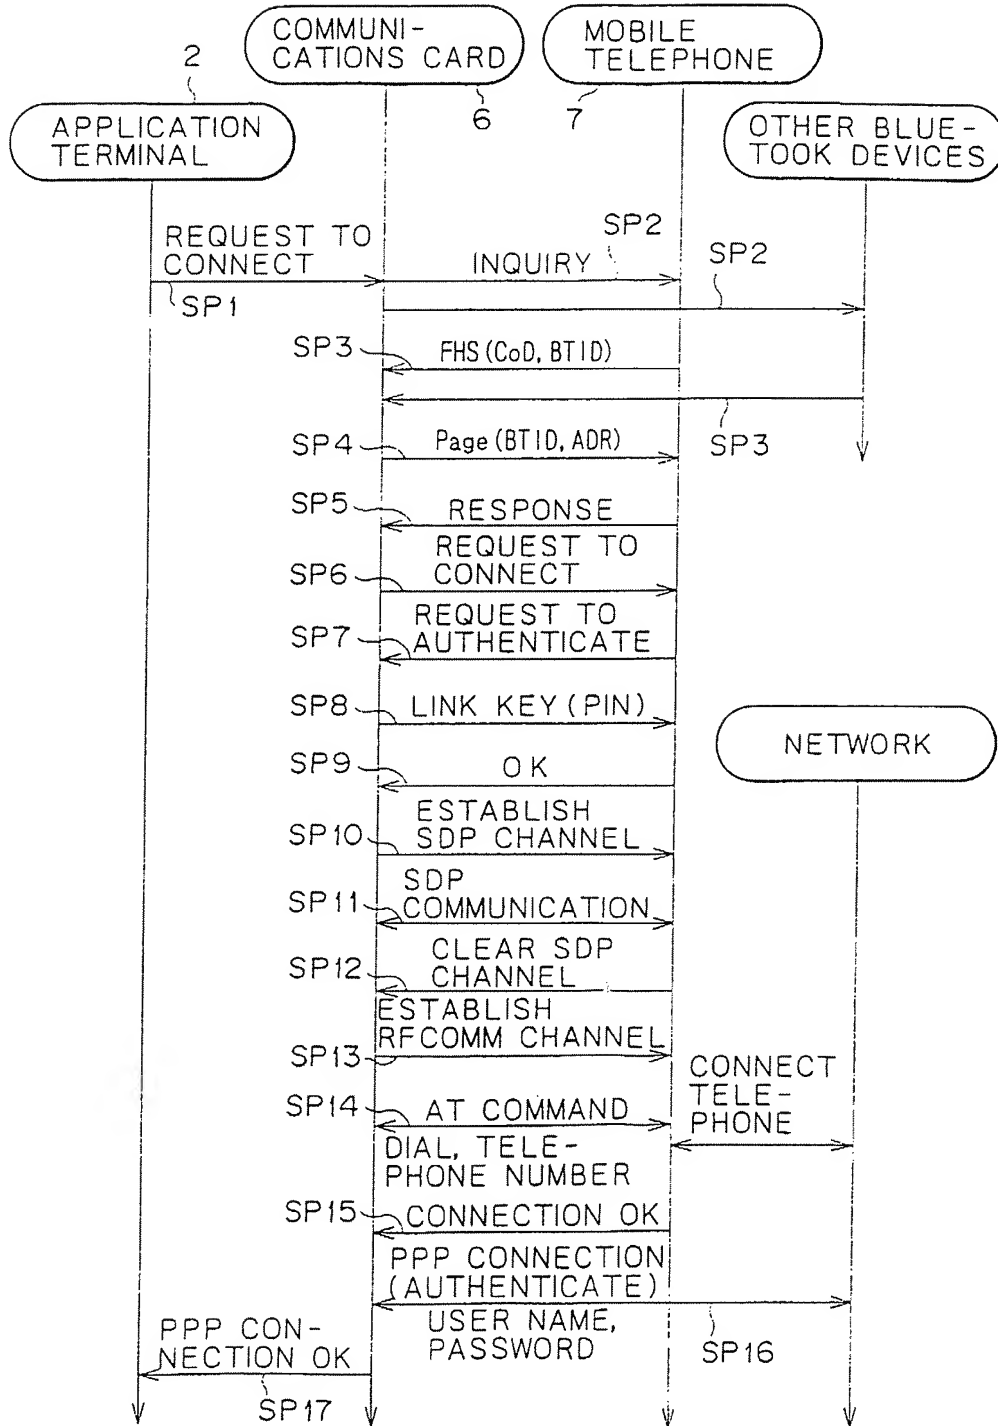 COMMUNI-
CATIONS CARD
MOBILE
TELEPHONE
2
6
7
APPLICATION
TERMINAL
OTHER BLUE-
TOOK DEVICES
REQUEST TO
CONNECT
SP1
INQUIRY
SP2
SP2
SP3
FHS (CoD, BTID)
SP3
SP4
Page (BTID, ADR)
SP5
RESPONSE
SP6
REQUEST TO
CONNECT
SP7
REQUEST TO
AUTHENTICATE
SP8
LINK KEY (PIN)
NETWORK
SP9
OK
SP10
ESTABLISH
SDP CHANNEL
SP11
SDP
COMMUNICATION
SP12
CLEAR SDP
CHANNEL
ESTABLISH
RFCOMM CHANNEL
SP13
CONNECT
TELE-
PHONE
SP14
AT COMMAND
DIAL, TELE-
PHONE NUMBER
SP15
CONNECTION OK
PPP CONNECTION
(AUTHENTICATE)
USER NAME,
PASSWORD
SP16
PPP CON-
NECTION OK
SP17